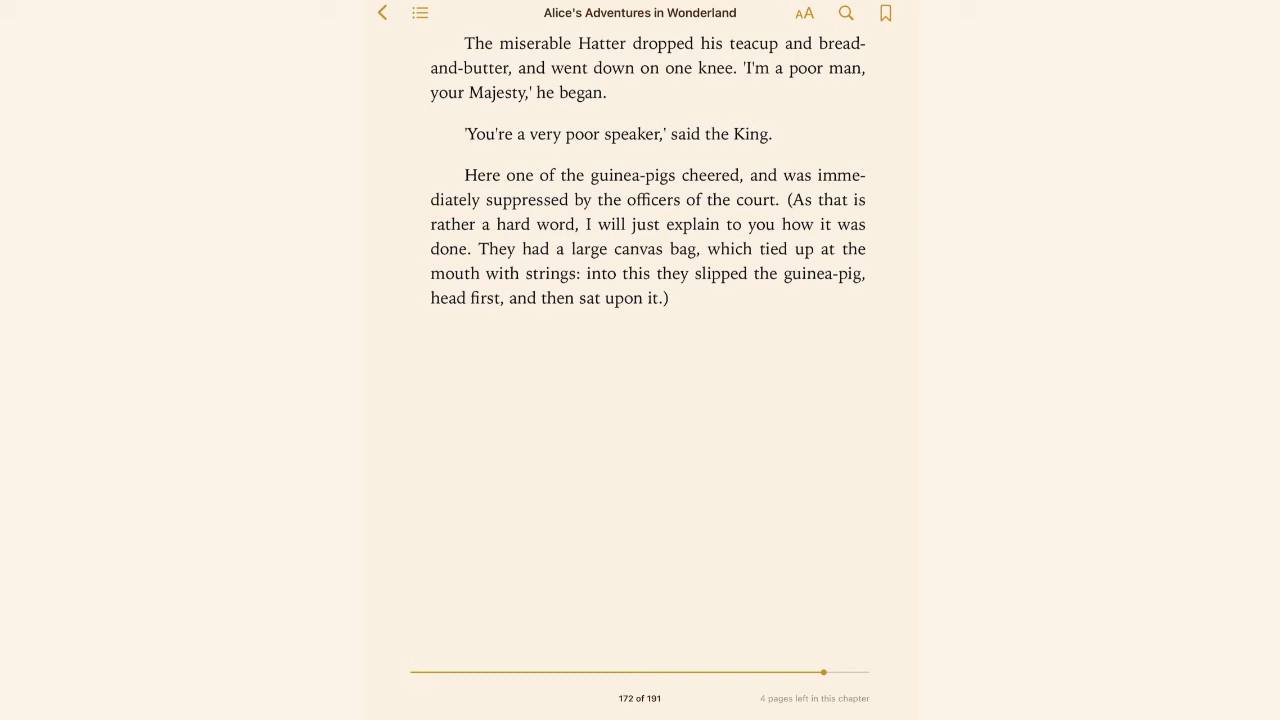 Alice's Adventures in Wonderland
AA
The miserable Hatter dropped his teacup and bread-
and-butter, and went down on one knee. 'I'm a poor man,
your Majesty,' he began.
'You're a very poor speaker,' said the King.
Here one of the guinea-pigs cheered, and was imme-
diately suppressed by the officers of the court. (As that is
rather a hard word, I will just explain to you how it was
done. They had a large canvas bag, which tied up at the
mouth with strings: into this they slipped the guinea-pig,
head first, and then sat upon it.)
172 of 191
4 pages left in this chapter